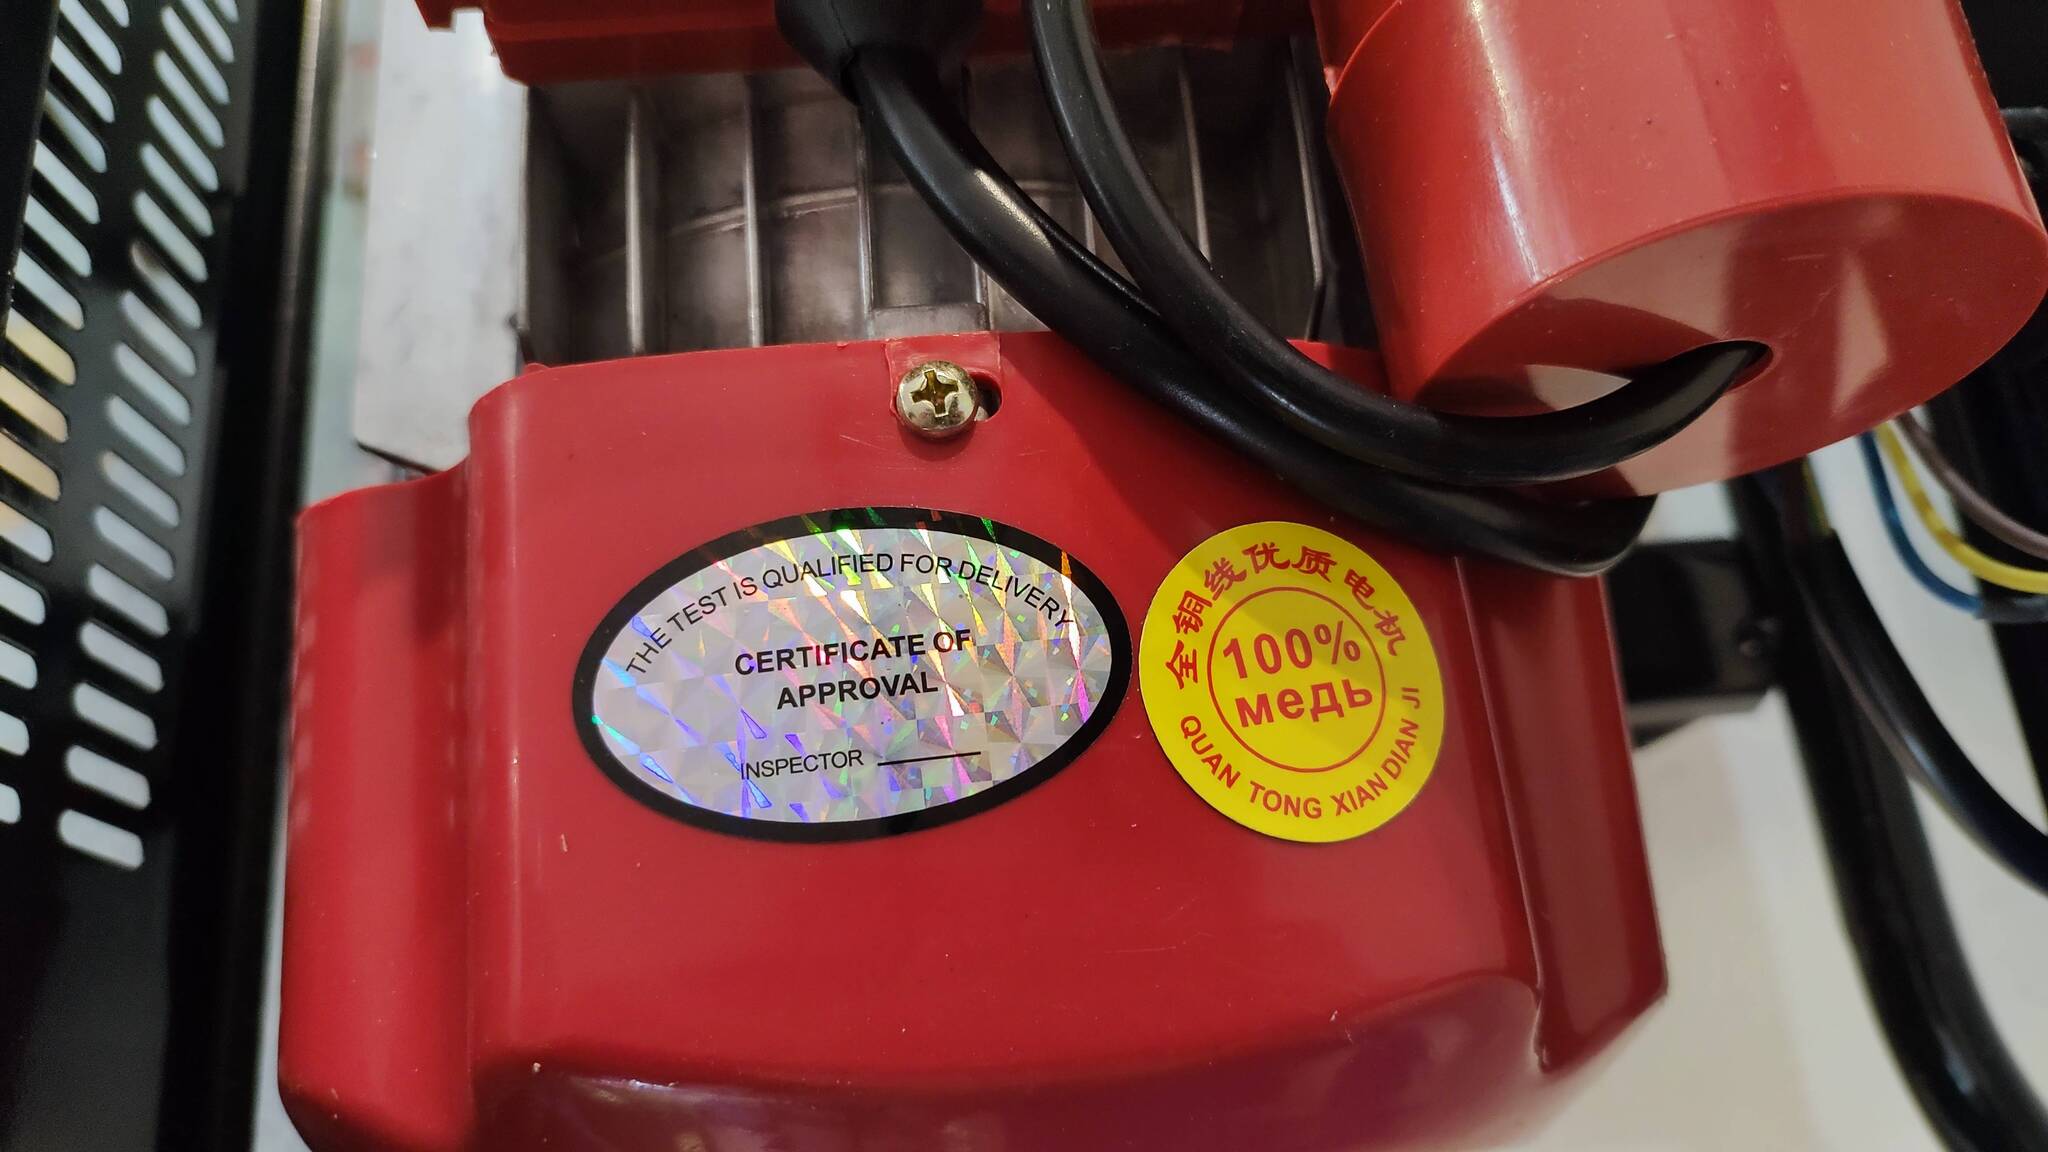 THE TEST IS QUALIFIED FOR DELIVERY
CERTIFICATE OF
APPROVAL
INSPECTOR
全铜线优质电机
100%
медь
QUAN TONG XIAN DIAN JI